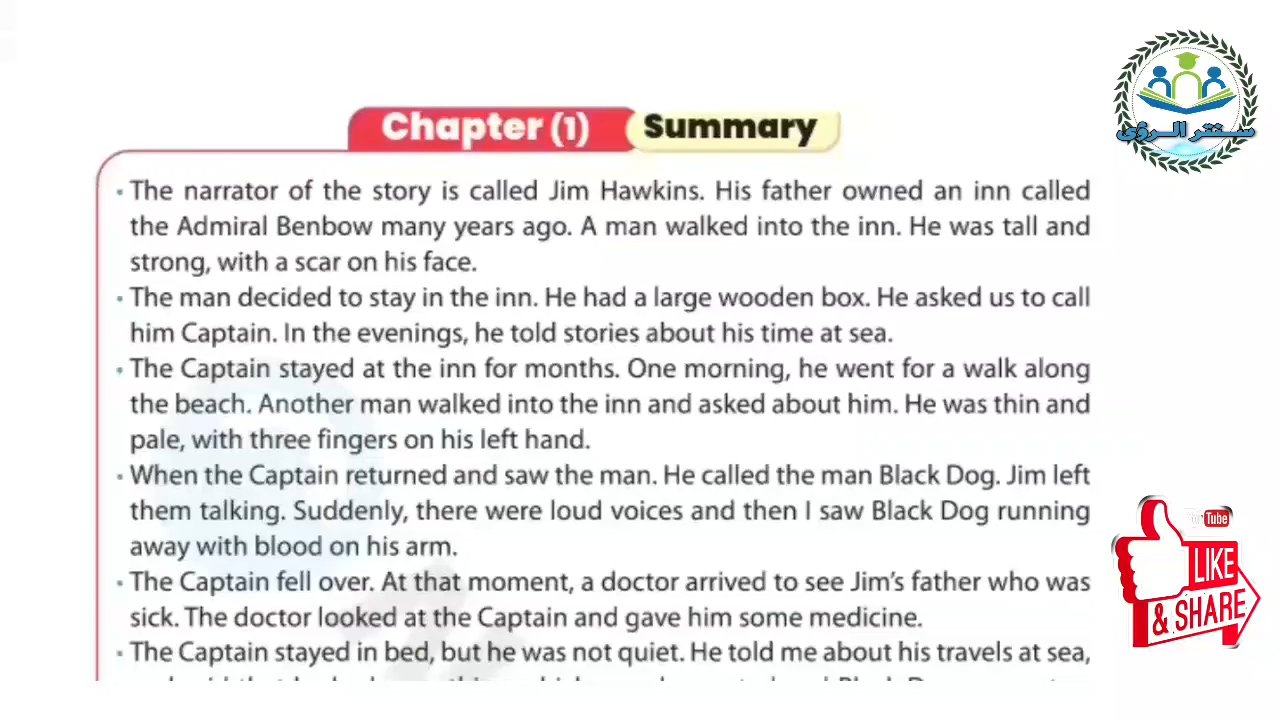 سنتر الرؤى
Chapter (1) Summary
• The narrator of the story is called Jim Hawkins. His father owned an inn called
the Admiral Benbow many years ago. A man walked into the inn. He was tall and
strong, with a scar on his face.
• The man decided to stay in the inn. He had a large wooden box. He asked us to call
him Captain. In the evenings, he told stories about his time at sea.
• The Captain stayed at the inn for months. One morning, he went for a walk along
the beach. Another man walked into the inn and asked about him. He was thin and
pale, with three fingers on his left hand.
• When the Captain returned and saw the man. He called the man Black Dog. Jim left
them talking. Suddenly, there were loud voices and then I saw Black Dog running
away with blood on his arm.
• The Captain fell over. At that moment, a doctor arrived to see Jim's father who was
sick. The doctor looked at the Captain and gave him some medicine.
• The Captain stayed in bed, but he was not quiet. He told me about his travels at sea,
Tube
LIKE
& SHARE